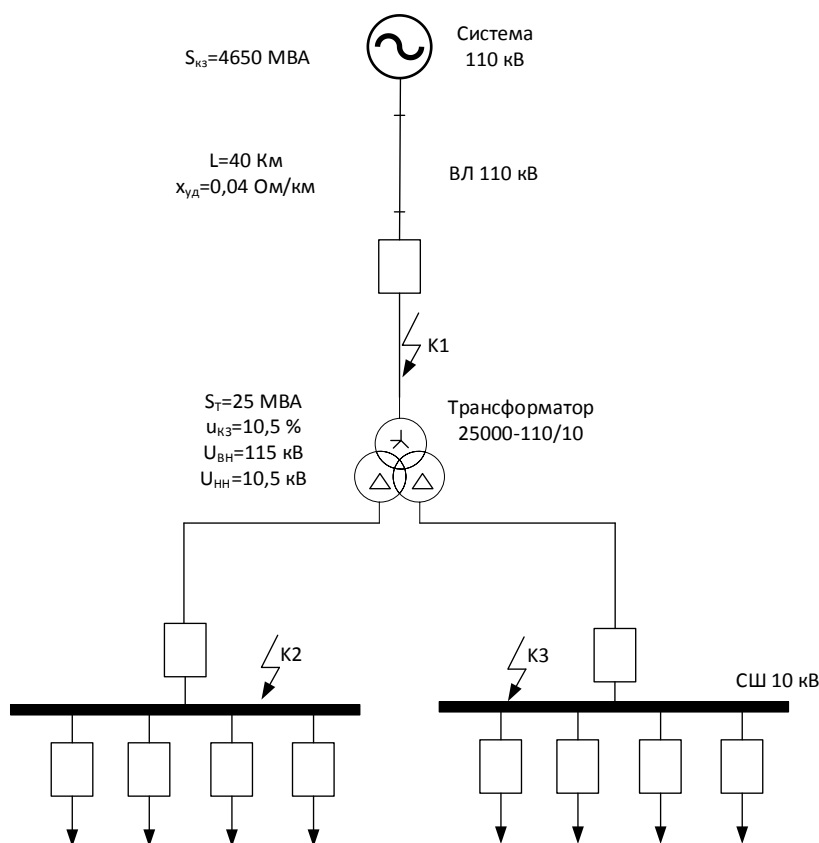 Sкз=4650 МВА
Система
110 кВ
L=40 Км
xуд=0,04 Ом/км
ВЛ 110 кВ
К1
SТ=25 МВА
uкз=10,5 %
UВН=115 кВ
UНН=10,5 кВ
Трансформатор
25000-110/10
К2
К3
СШ 10 кВ